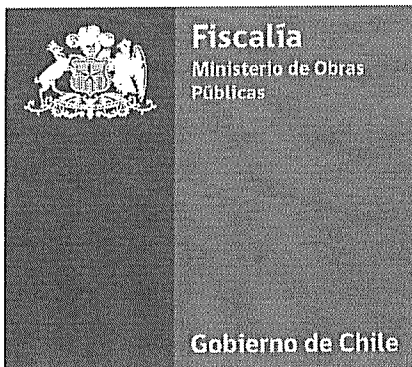 Fiscalía
Ministerio de Obras
Públicas
Gobierno de Chile